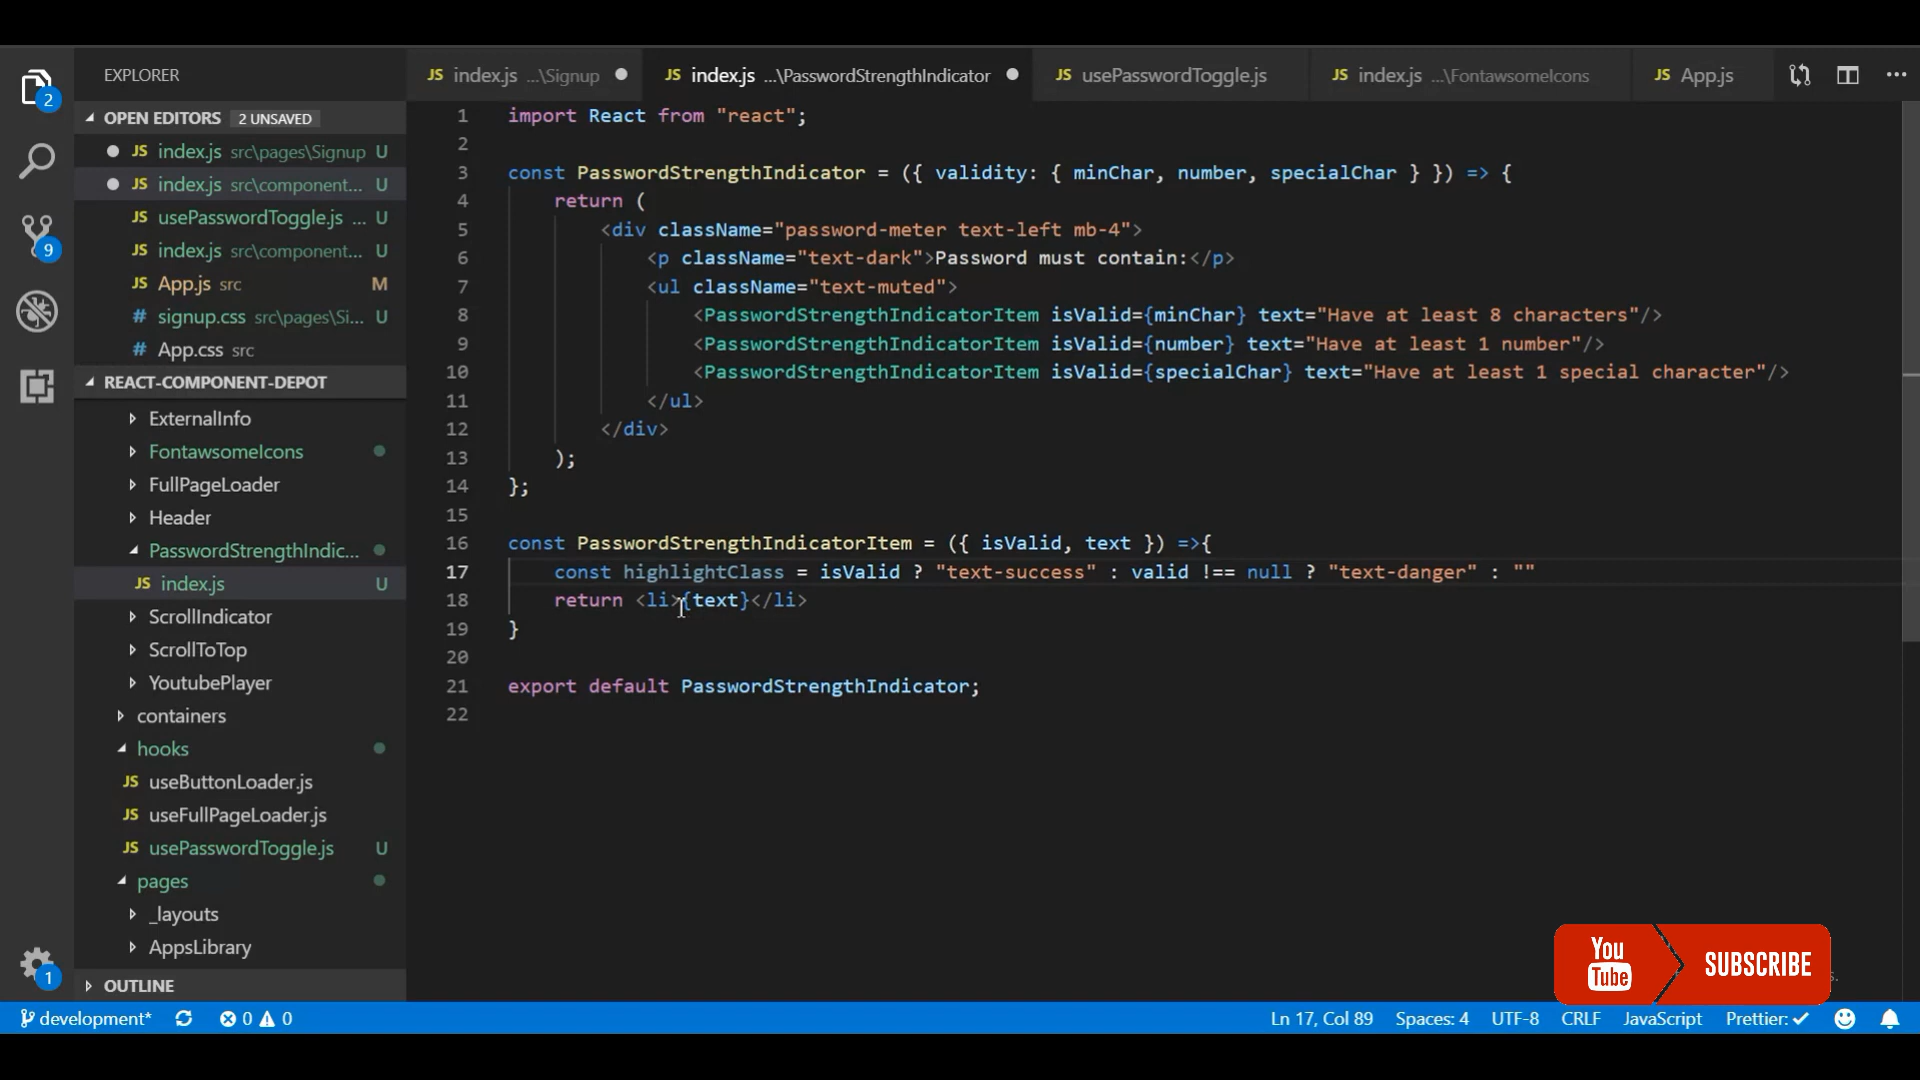 EXPLORER
JS index.js ...\Signup
JS index.js ...\PasswordStrengthIndicator
JS usePasswordToggle.js
JS index.js ...\FontawsomeIcons
JS App.js
2
9
1
OPEN EDITORS 2 UNSAVED
JS index.js src\pages\Signup U
JS index.js src\component... U
JS usePasswordToggle.js ... U
JS index.js src\component... U
JS App.js src M
# signup.css src\pages\Si... U
# App.css src
REACT-COMPONENT-DEPOT
ExternalInfo
FontawsomeIcons
FullPageLoader
Header
PasswordStrengthIndic...
JS index.js U
ScrollIndicator
ScrollToTop
YoutubePlayer
containers
hooks
JS useButtonLoader.js
JS useFullPageLoader.js
JS usePasswordToggle.js U
pages
_layouts
AppsLibrary
OUTLINE
1 import React from "react";
2
3 const PasswordStrengthIndicator = ({ validity: { minChar, number, specialChar } }) => {
4 return (
5 <div className="password-meter text-left mb-4">
6 <p className="text-dark">Password must contain:</p>
7 <ul className="text-muted">
8 <PasswordStrengthIndicatorItem isValid={minChar} text="Have at least 8 characters"/>
9 <PasswordStrengthIndicatorItem isValid={number} text="Have at least 1 number"/>
10 <PasswordStrengthIndicatorItem isValid={specialChar} text="Have at least 1 special character"/>
11 </ul>
12 </div>
13 );
14 };
15
16 const PasswordStrengthIndicatorItem = ({ isValid, text }) =>{
17 const highlightClass = isValid ? "text-success" : valid !== null ? "text-danger" : ""
18 return <li>{text}</li>
19 }
20
21 export default PasswordStrengthIndicator;
22
You Tube SUBSCRIBE
development* 0 0 Ln 17, Col 89 Spaces: 4 UTF-8 CRLF JavaScript Prettier: ✓